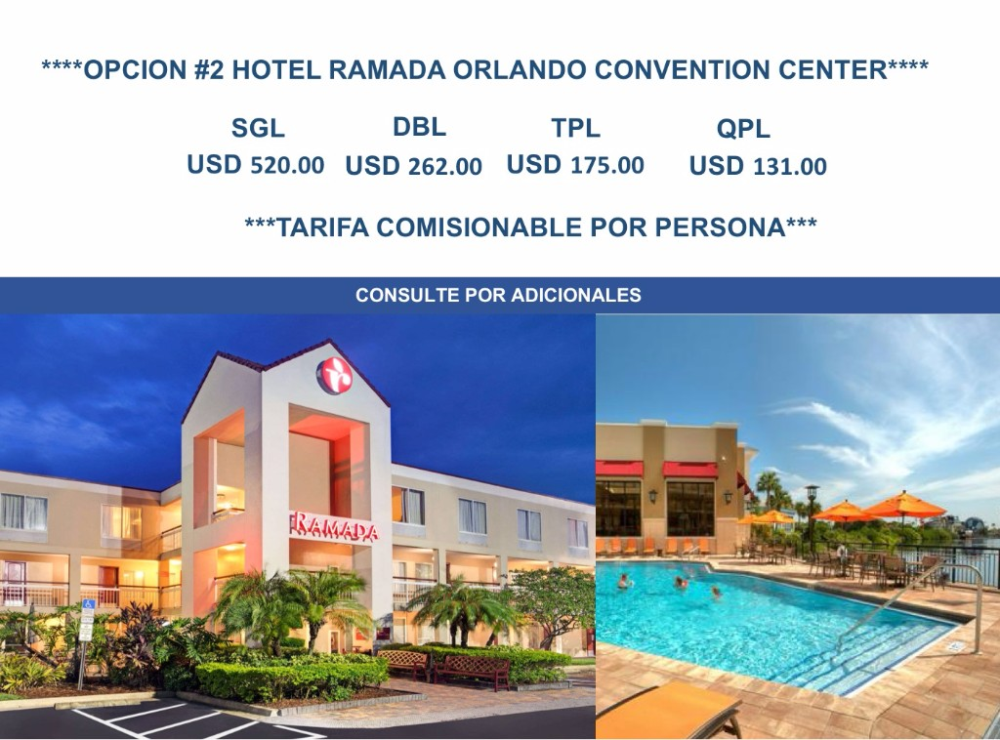 ****OPCION #2 HOTEL RAMADA ORLANDO CONVENTION CENTER****
SGL DBL TPL QPL
USD 520.00 USD 262.00 USD 175.00 USD 131.00
***TARIFA COMISIONABLE POR PERSONA***
CONSULTE POR ADICIONALES
RAMADA